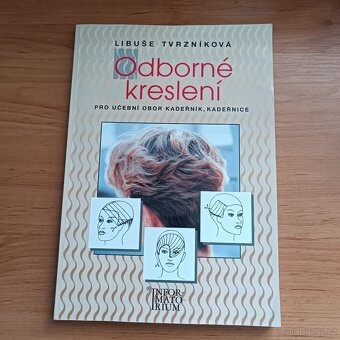 LIBUŠE TVRZNÍKOVÁ
Odborné
kreslení
PRO UČEBNÍ OBOR KADEŘNÍK, KADEŘNICE
INFOR-
MATO-
RIUM